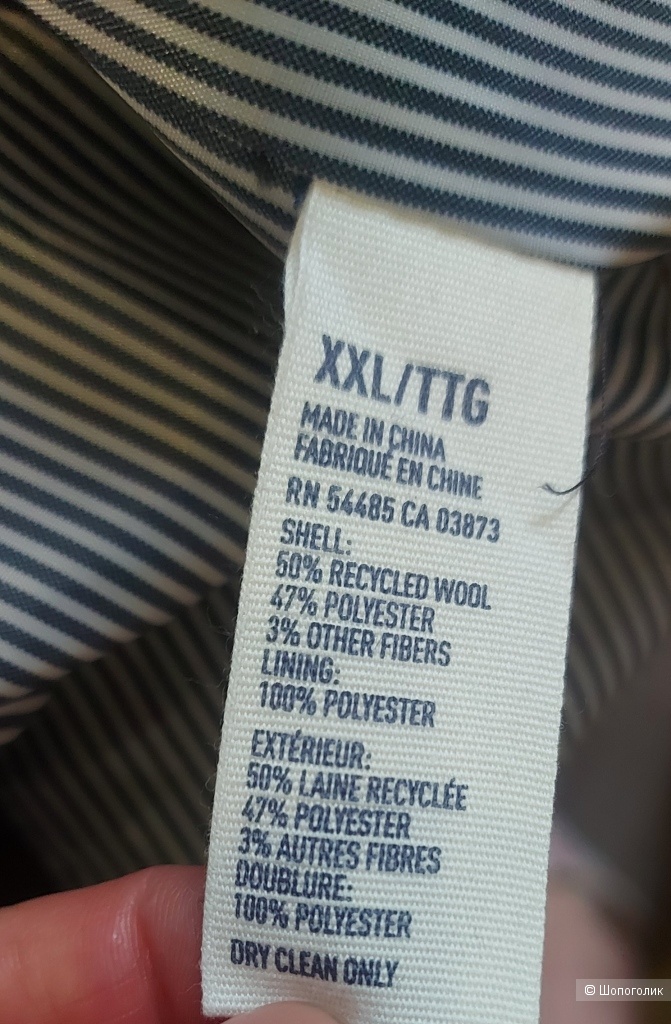 XXL/TTG
MADE IN CHINA
FABRIQUÉ EN CHINE
RN 54485 CA 03873
SHELL:
50% RECYCLED WOOL
47% POLYESTER
3% OTHER FIBERS
LINING:
100% POLYESTER
EXTÉRIEUR:
50% LAINE RECYCLÉE
47% POLYESTER
3% AUTRES FIBRES
DOUBLURE:
100% POLYESTER
DRY CLEAN ONLY
© Шопоголик